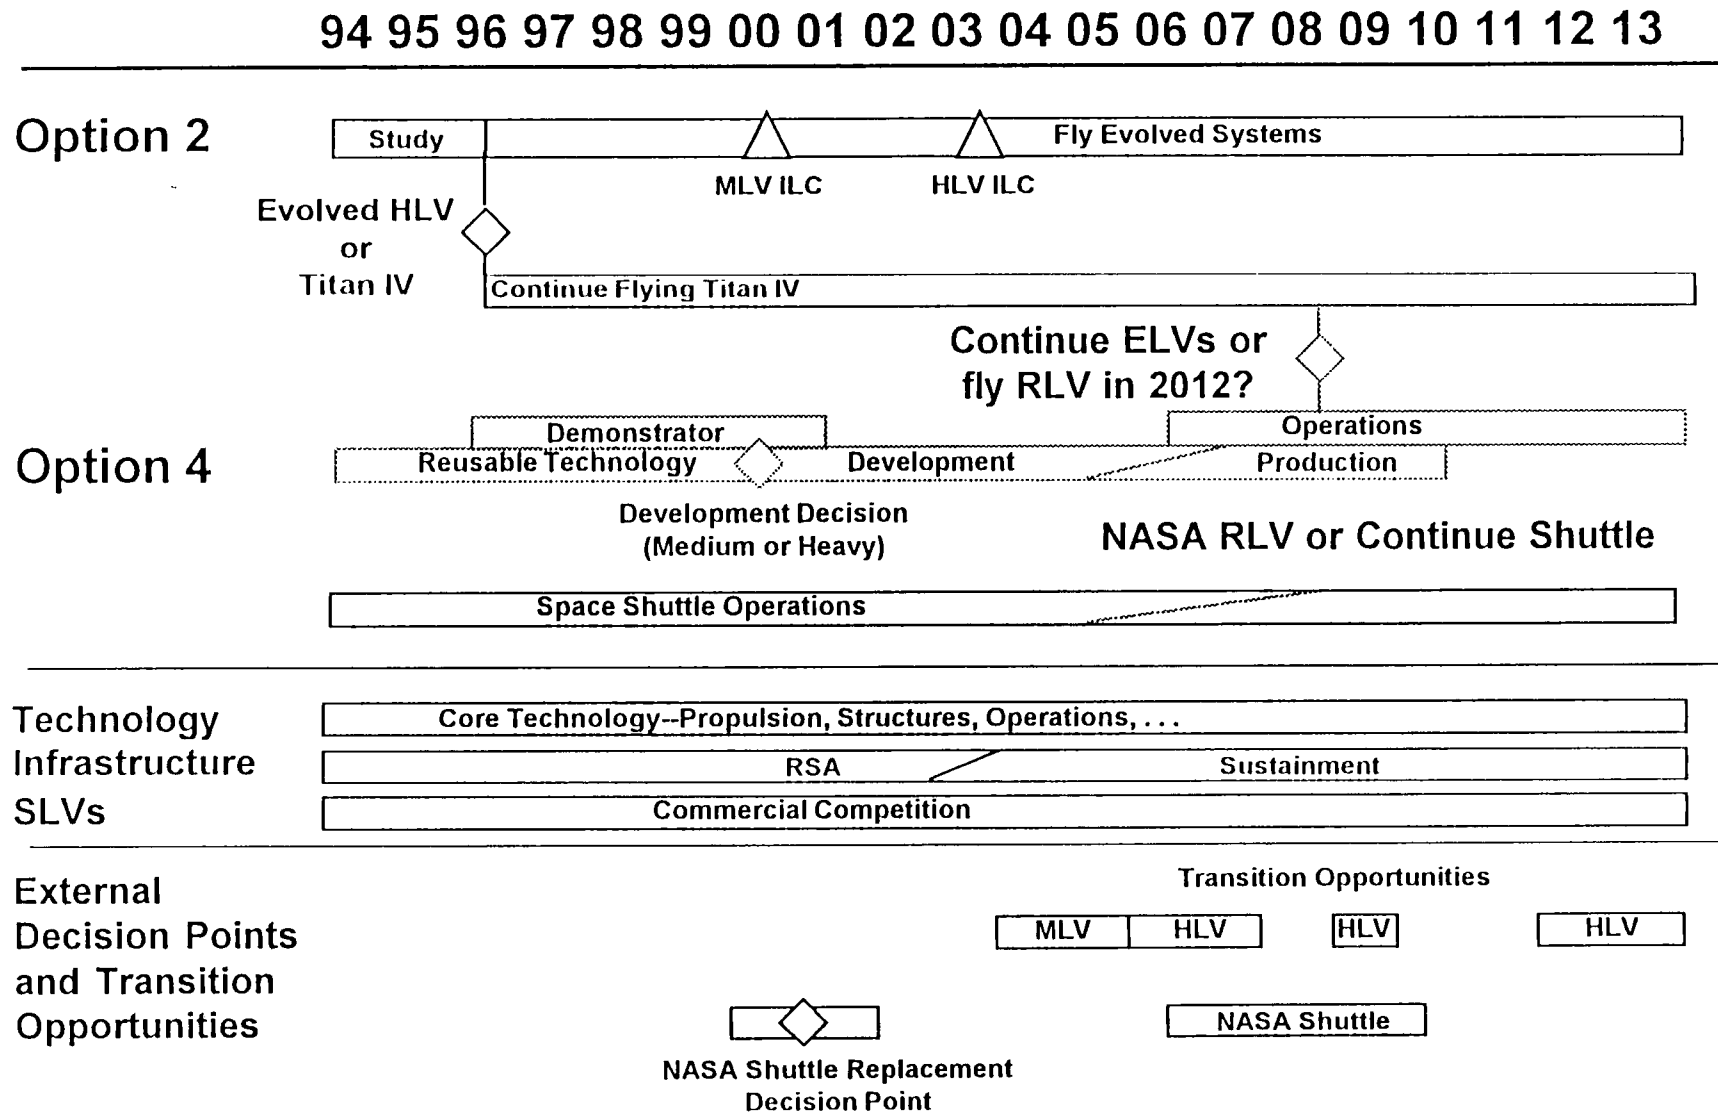 94 95 96 97 98 99 00 01 02 03 04 05 06 07 08 09 10 11 12 13
Option 2
Study
Fly Evolved Systems
MLV ILC
HLV ILC
Evolved HLV
or
Titan IV
Continue Flying Titan IV
Continue ELVs or
fly RLV in 2012?
Option 4
Demonstrator
Operations
Reusable Technology
Development
Production
Development Decision
(Medium or Heavy)
NASA RLV or Continue Shuttle
Space Shuttle Operations
Technology
Core Technology--Propulsion, Structures, Operations, . . .
Infrastructure
RSA
Sustainment
SLVs
Commercial Competition
External
Decision Points
and Transition
Opportunities
Transition Opportunities
MLV
HLV
HLV
HLV
NASA Shuttle
NASA Shuttle Replacement
Decision Point